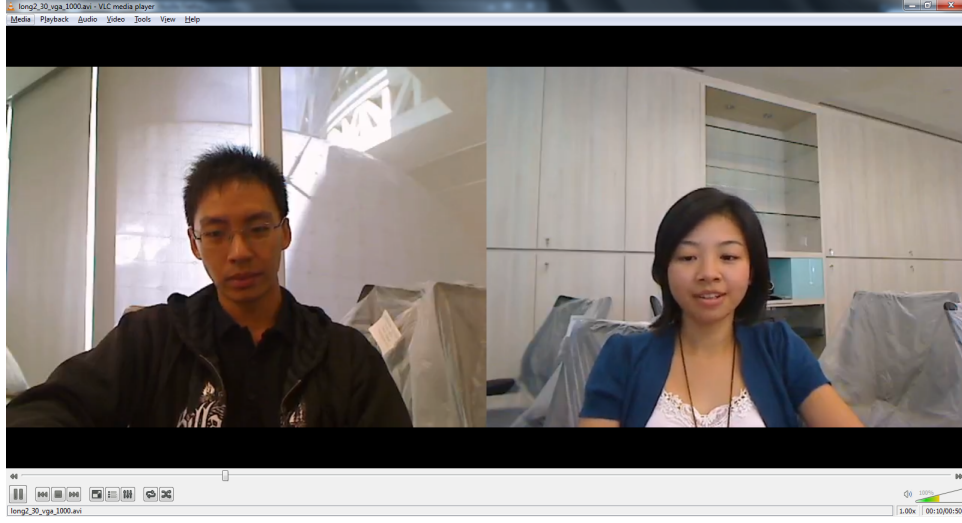 long2_30_vga_1000.avi - VLC media player
Media Playback Audio Video Tools View Help
100%
long2_30_vga_1000.avi 1.00x 00:10/00:50